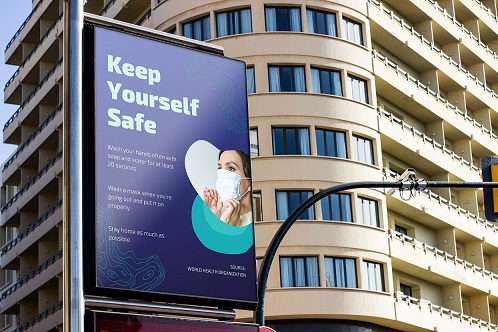 Keep
Yourself
Safe
Wash your hands often with
soap and water for at least
20 seconds
Wear a mask when you're
going out and put it on
properly
Stay home as much as
possible
SOURCE:
WORLD HEALTH ORGANIZATION